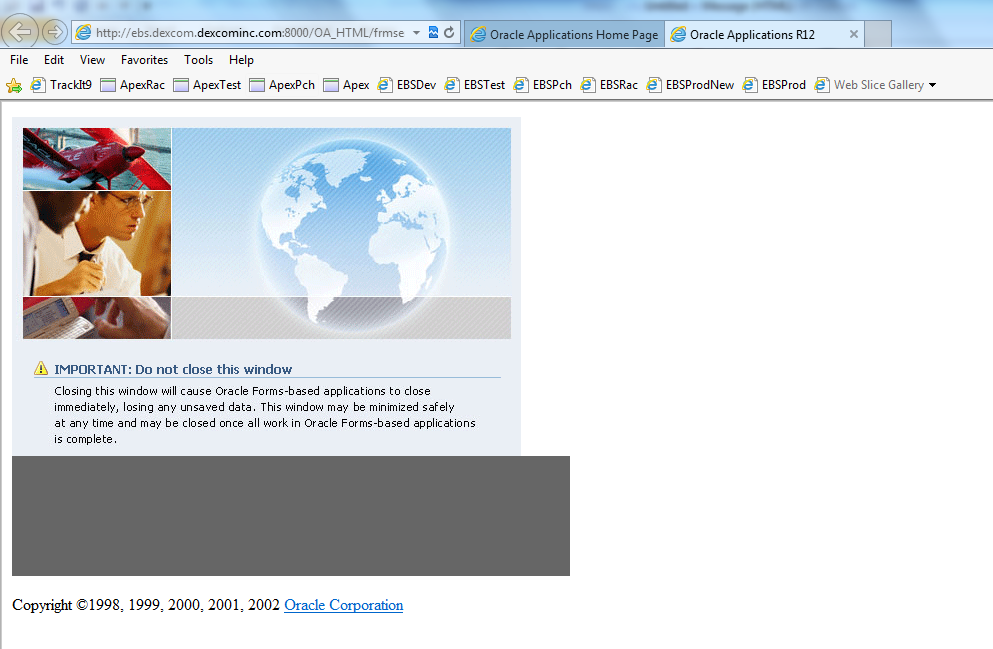 http://ebs.dexcom.dexcominc.com:8000/OA_HTML/frmse
Oracle Applications Home Page
Oracle Applications R12
File Edit View Favorites Tools Help
TrackIt9 ApexRac ApexTest ApexPch Apex EBSDev EBSTest EBSPch EBSRac EBSProdNew EBSProd Web Slice Gallery
IMPORTANT: Do not close this window
Closing this window will cause Oracle Forms-based applications to close
immediately, losing any unsaved data. This window may be minimized safely
at any time and may be closed once all work in Oracle Forms-based applications
is complete.
Copyright ©1998, 1999, 2000, 2001, 2002 Oracle Corporation